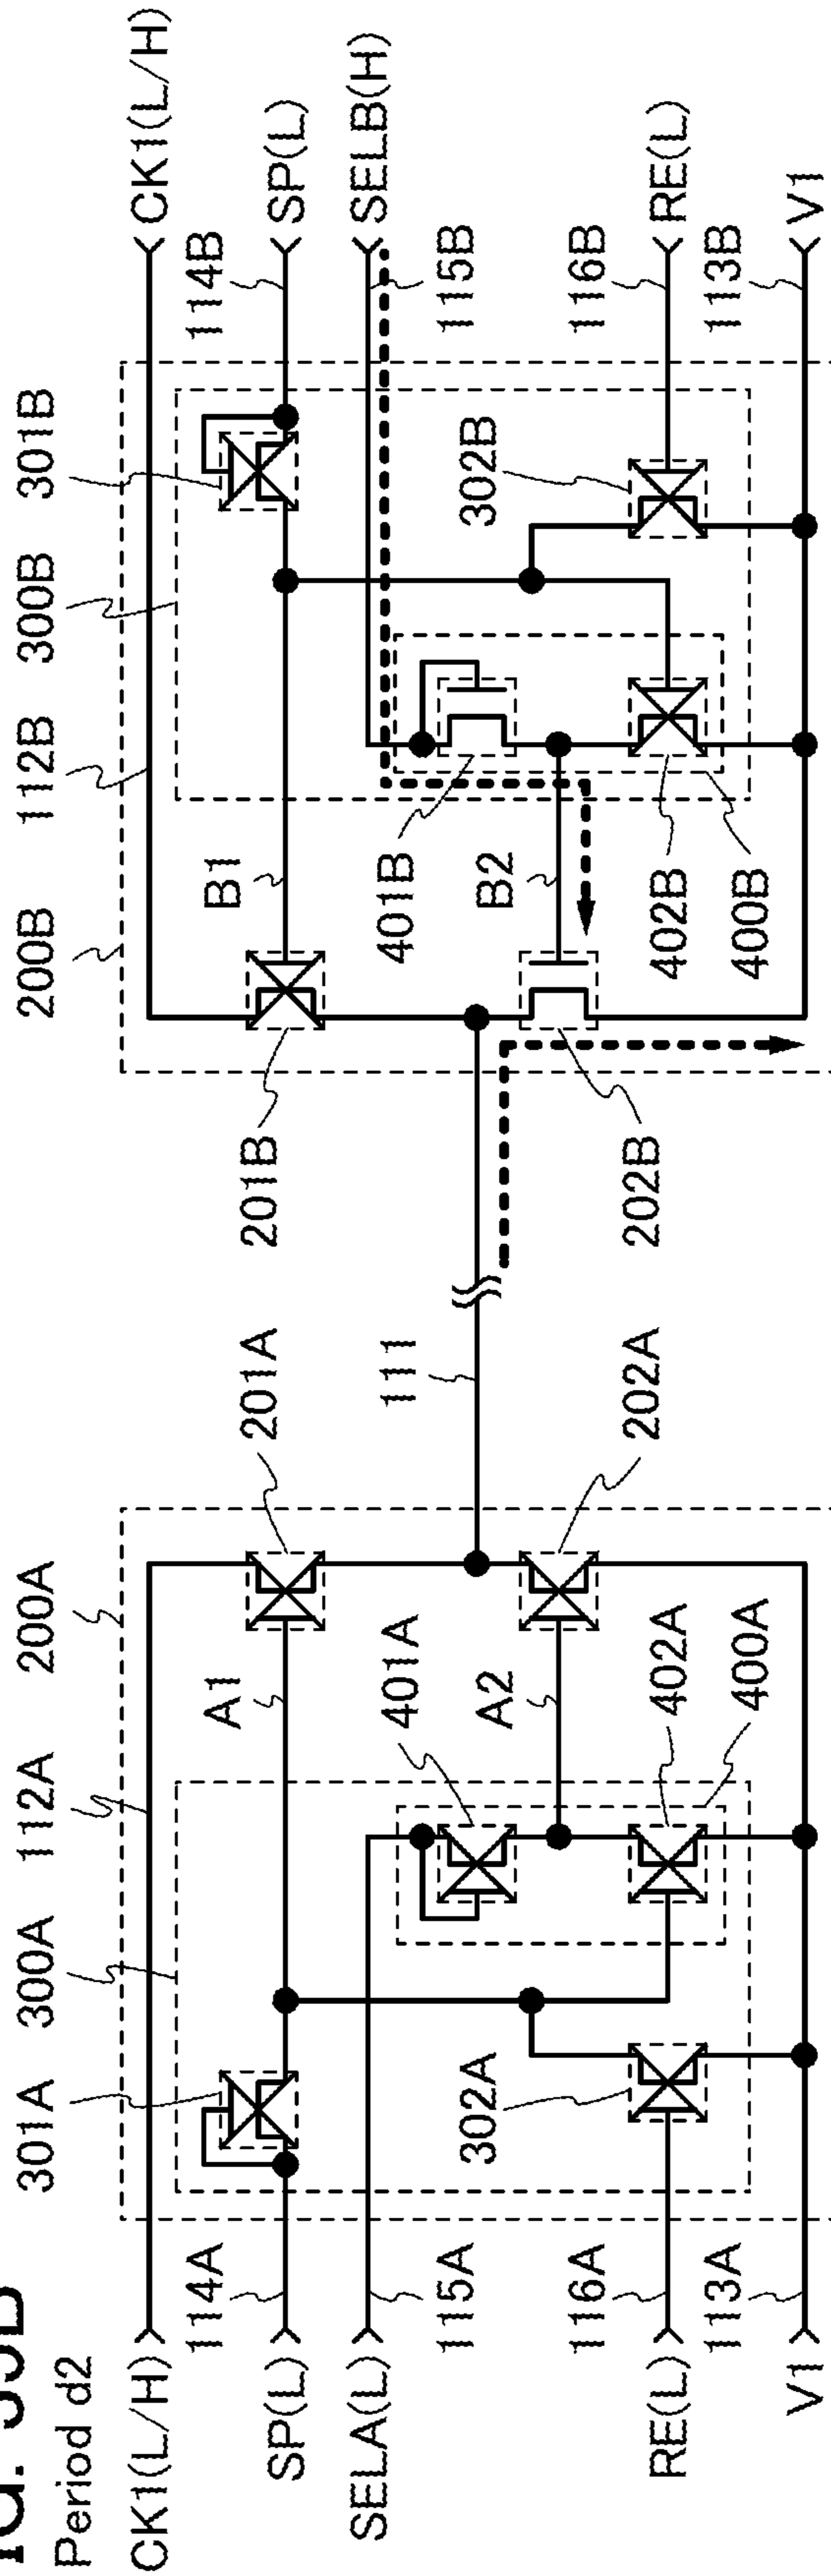 Period d2
301A 300A 112A 200A
200B 112B 300B 301B
CK1(L/H)
CK1(L/H)
114A
A1
201A
201B
B1
114B
SP(L)
SP(L)
SELA(L)
SELB(H)
115A
401A
111
401B
115B
302A
A2
B2
302B
116A
116B
RE(L)
402A
202A
202B
402B
RE(L)
113A
400A
400B
113B
V1
V1